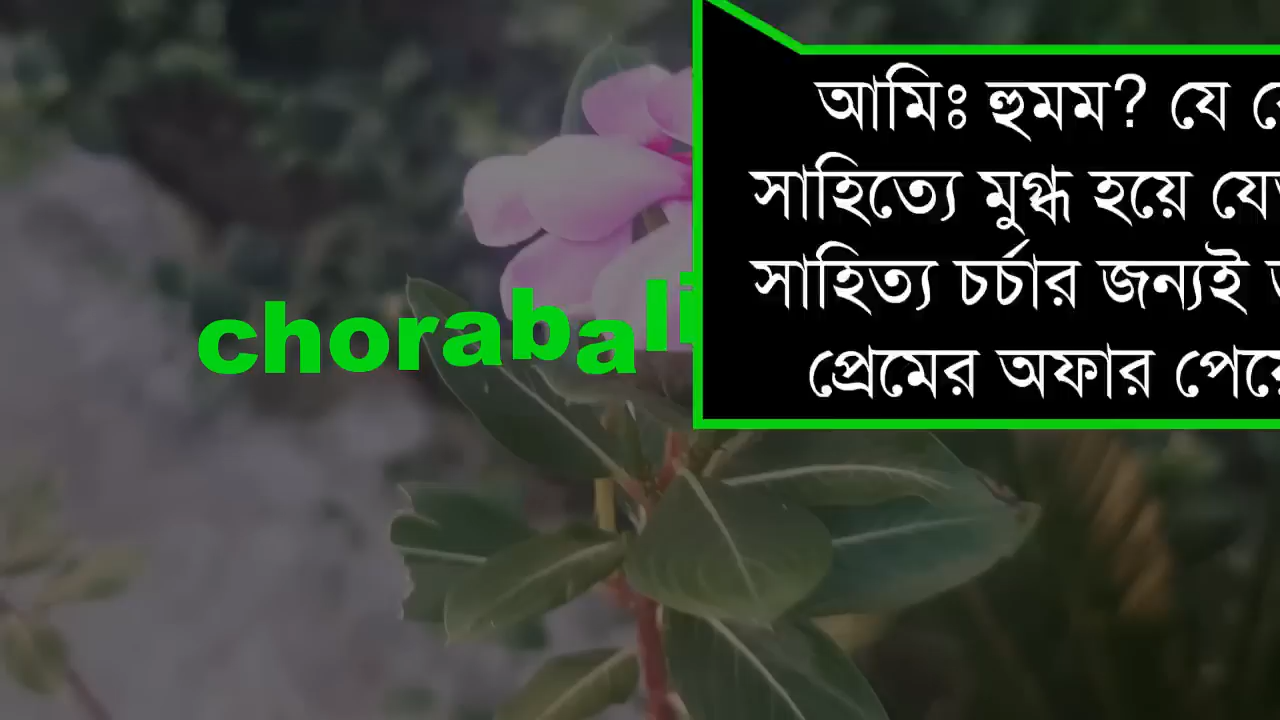 আমিঃ হুমম? যে
সাহিত্যে মুগ্ধ হয়ে
সাহিত্য চর্চার জন্যই
প্রেমের অফার
chorabali